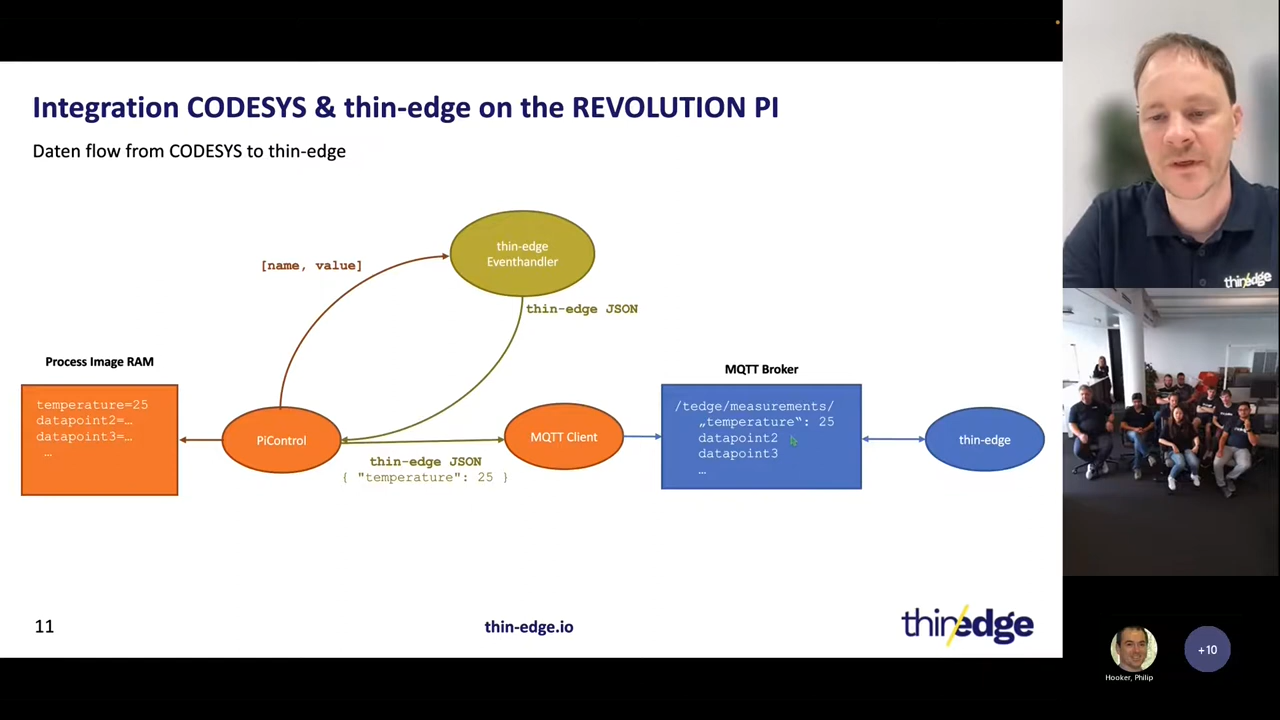 Integration CODESYS & thin-edge on the REVOLUTION PI
Daten flow from CODESYS to thin-edge
thin-edge
Eventhandler
[name, value]
thin-edge JSON
Process Image RAM
temperature=25
datapoint2=…
datapoint3=…
…
PiControl
thin-edge JSON
{ "temperature": 25 }
MQTT Client
MQTT Broker
/tedge/measurements/
„temperature“: 25
datapoint2
datapoint3
…
thin-edge
11
thin-edge.io
thin/edge
thinedge
Hooker, Philip
+10